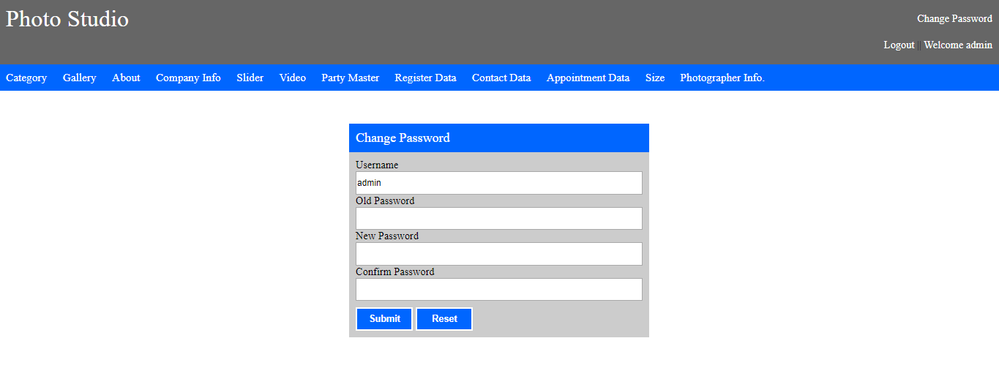 Photo Studio
Change Password
Logout || Welcome admin
Category Gallery About Company Info Slider Video Party Master Register Data Contact Data Appointment Data Size Photographer Info.
Change Password
Username
admin
Old Password
New Password
Confirm Password
Submit Reset